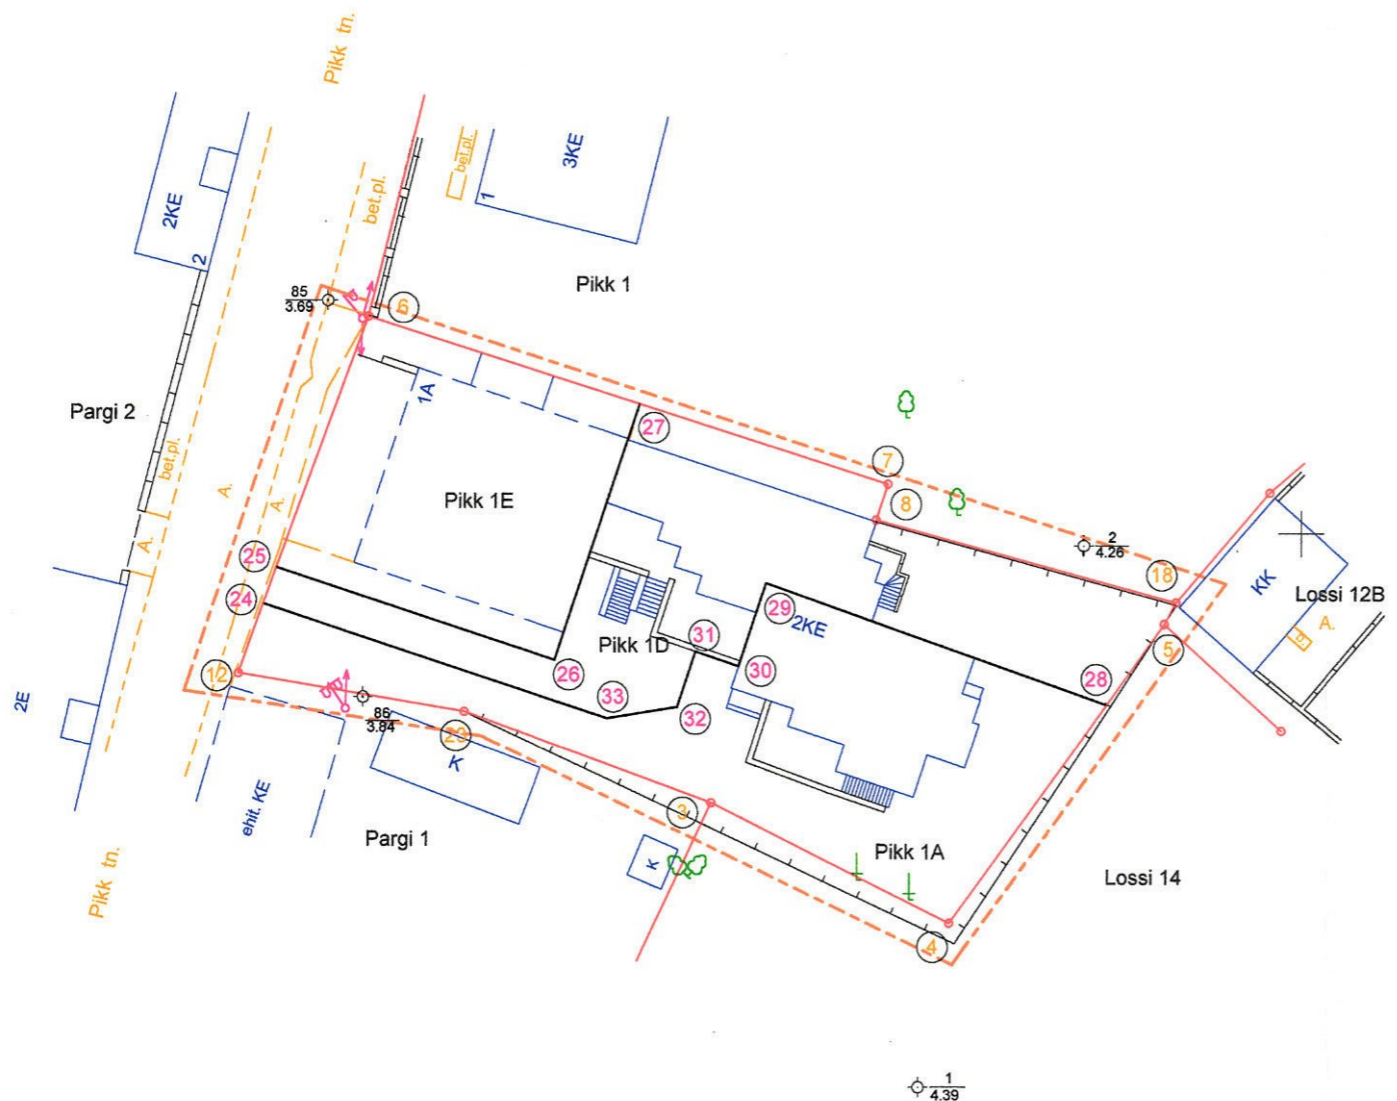 Pikk tn.
bet.pl.
3KE
1
2KE
2
bet.pl.
Pikk 1
85
3.69
6
1A
Pargi 2
27
7
bet.pl.
A.
A.
Pikk 1E
8
2
4.26
18
KK
Lossi 12B
A.
A.
25
24
29
2KE
31
Pikk 1D
5
12
26
30
28
33
32
2E
86
3.84
23
K
ehit. KE
Pargi 1
3
K
Pikk 1A
Lossi 14
Pikk tn.
4
1
4.39